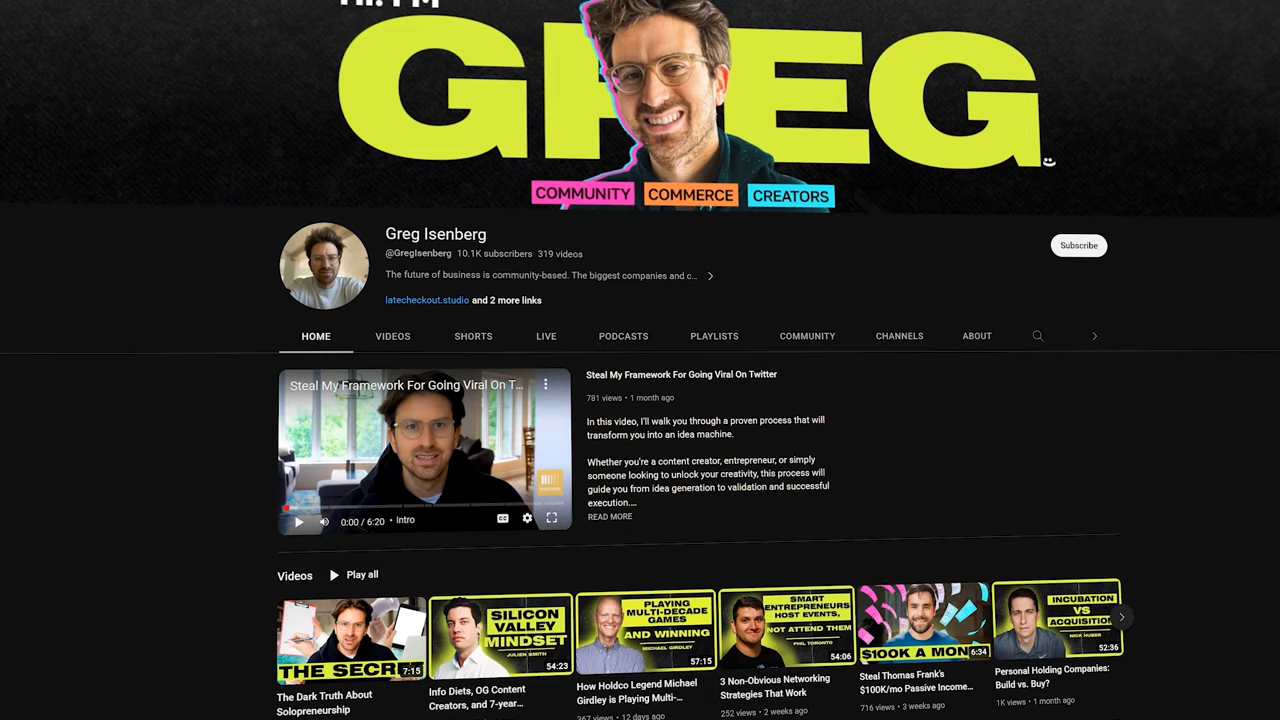 HI! I'M
GREG
COMMUNITY COMMERCE CREATORS
Greg Isenberg
@GregIsenberg 10.1K subscribers 319 videos
Subscribe
The future of business is community-based. The biggest companies and c...
latecheckout.studio and 2 more links
HOME VIDEOS SHORTS LIVE PODCASTS PLAYLISTS COMMUNITY CHANNELS ABOUT
Steal My Framework For Going Viral On T...
0:00 / 6:20 • Intro
CC
Steal My Framework For Going Viral On Twitter
781 views • 1 month ago
In this video, I'll walk you through a proven process that will
transform you into an idea machine.
Whether you're a content creator, entrepreneur, or simply
someone looking to unlock your creativity, this process will
guide you from idea generation to validation and successful
execution....
READ MORE
Videos Play all
THE SECR
7:15
The Dark Truth About
Solopreneurship
SILICON
VALLEY
MINDSET
JULIEN SMITH
54:23
Info Diets, OG Content
Creators, and 7-year...
PLAYING
MULTI-DECADE
GAMES
AND WINNING
MICHAEL GIRDLEY
57:15
How Holdco Legend Michael
Girdley is Playing Multi-...
367 views • 12 days ago
SMART
ENTREPRENEURS
HOST EVENTS,
NOT ATTEND THEM
PHIL TORONTO
54:06
3 Non-Obvious Networking
Strategies That Work
252 views • 2 weeks ago
$100K A MON
6:34
Steal Thomas Frank's
$100K/mo Passive Income...
716 views • 3 weeks ago
INCUBATION
VS
ACQUISITION
NICK HUBER
52:36
Personal Holding Companies:
Build vs. Buy?
1K views • 1 month ago